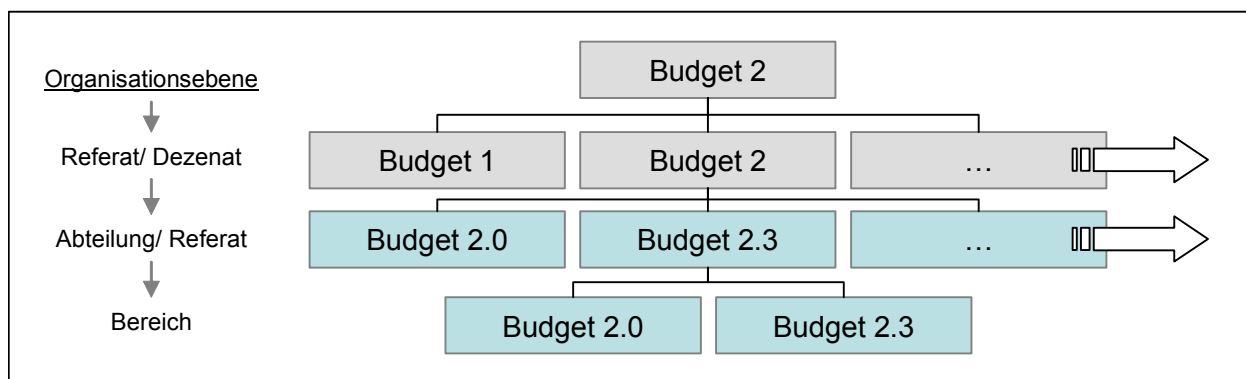 Organisationsebene
Budget 2
Referat/ Dezenat
Budget 1
Budget 2
...
Abteilung/ Referat
Budget 2.0
Budget 2.3
...
Bereich
Budget 2.0
Budget 2.3